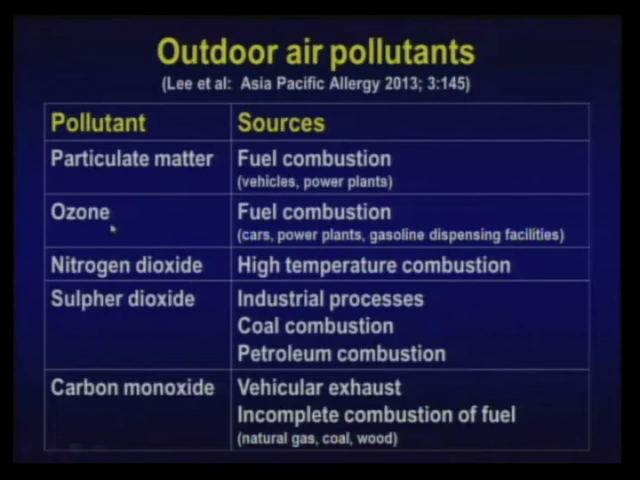 Outdoor air pollutants
(Lee et al: Asia Pacific Allergy 2013; 3:145)
Pollutant Sources
Particulate matter Fuel combustion
(vehicles, power plants)
Ozone Fuel combustion
(cars, power plants, gasoline dispensing facilities)
Nitrogen dioxide High temperature combustion
Sulpher dioxide Industrial processes
Coal combustion
Petroleum combustion
Carbon monoxide Vehicular exhaust
Incomplete combustion of fuel
(natural gas, coal, wood)